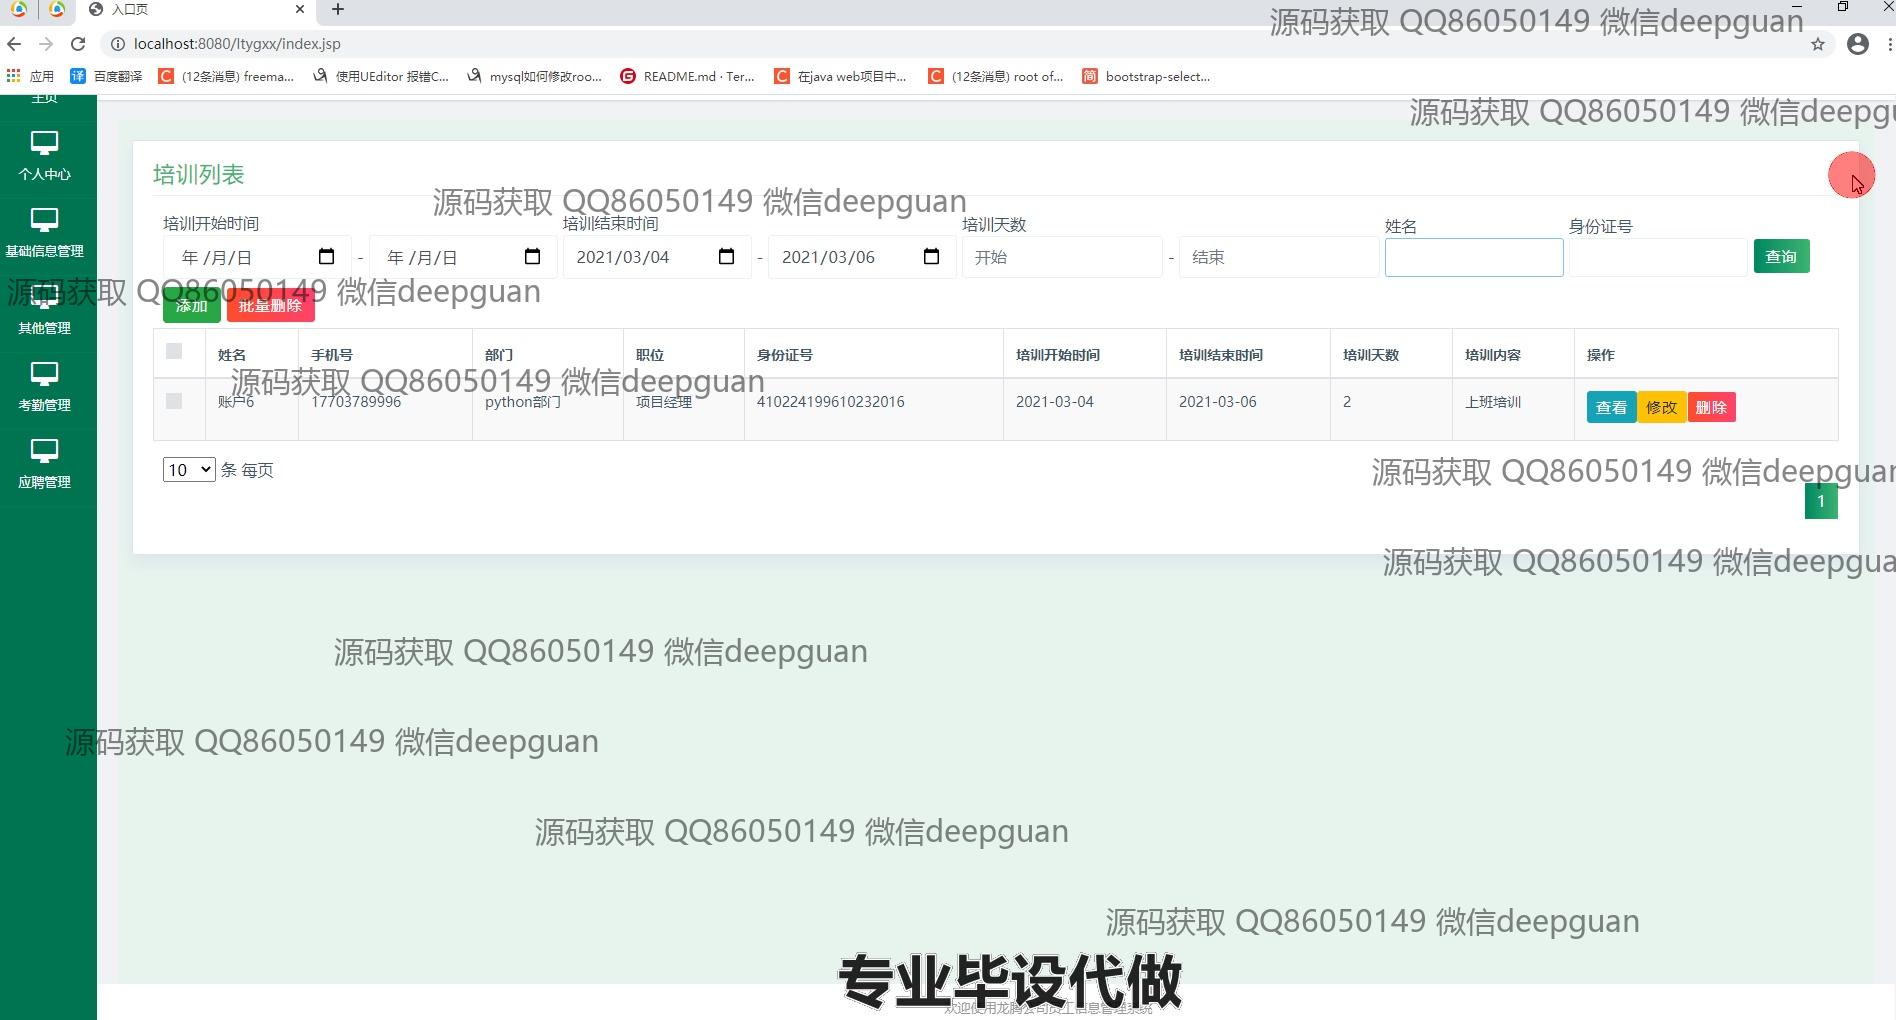 入口页
源码获取 QQ86050149 微信deepguan
localhost:8080/ltygxx/index.jsp
应用 百度翻译 (12条消息) freema... 使用UEditor 报错C... mysql如何修改roo... README.md · Ter... 在java web项目中... (12条消息) root of... bootstrap-select...
主页
源码获取 QQ86050149 微信deepgu
个人中心
培训列表
源码获取 QQ86050149 微信deepguan
培训开始时间 培训结束时间 培训天数 姓名 身份证号
基础信息管理
年 /月/日 - 年 /月/日 2021/03/04 - 2021/03/06 开始 - 结束 查询
源码获取 QQ86050149 微信deepguan
添加 批量删除
其他管理
姓名 手机号 部门 职位 身份证号 培训开始时间 培训结束时间 培训天数 培训内容 操作
源码获取 QQ86050149 微信deepguan
账户6 17703789996 python部门 项目经理 410224199610232016 2021-03-04 2021-03-06 2 上班培训 查看 修改 删除
考勤管理
10 条 每页
源码获取 QQ86050149 微信deepguan
应聘管理
1
源码获取 QQ86050149 微信deepgua
源码获取 QQ86050149 微信deepguan
源码获取 QQ86050149 微信deepguan
源码获取 QQ86050149 微信deepguan
源码获取 QQ86050149 微信deepguan
专业毕设代做
欢迎使用龙腾公司员工信息管理系统